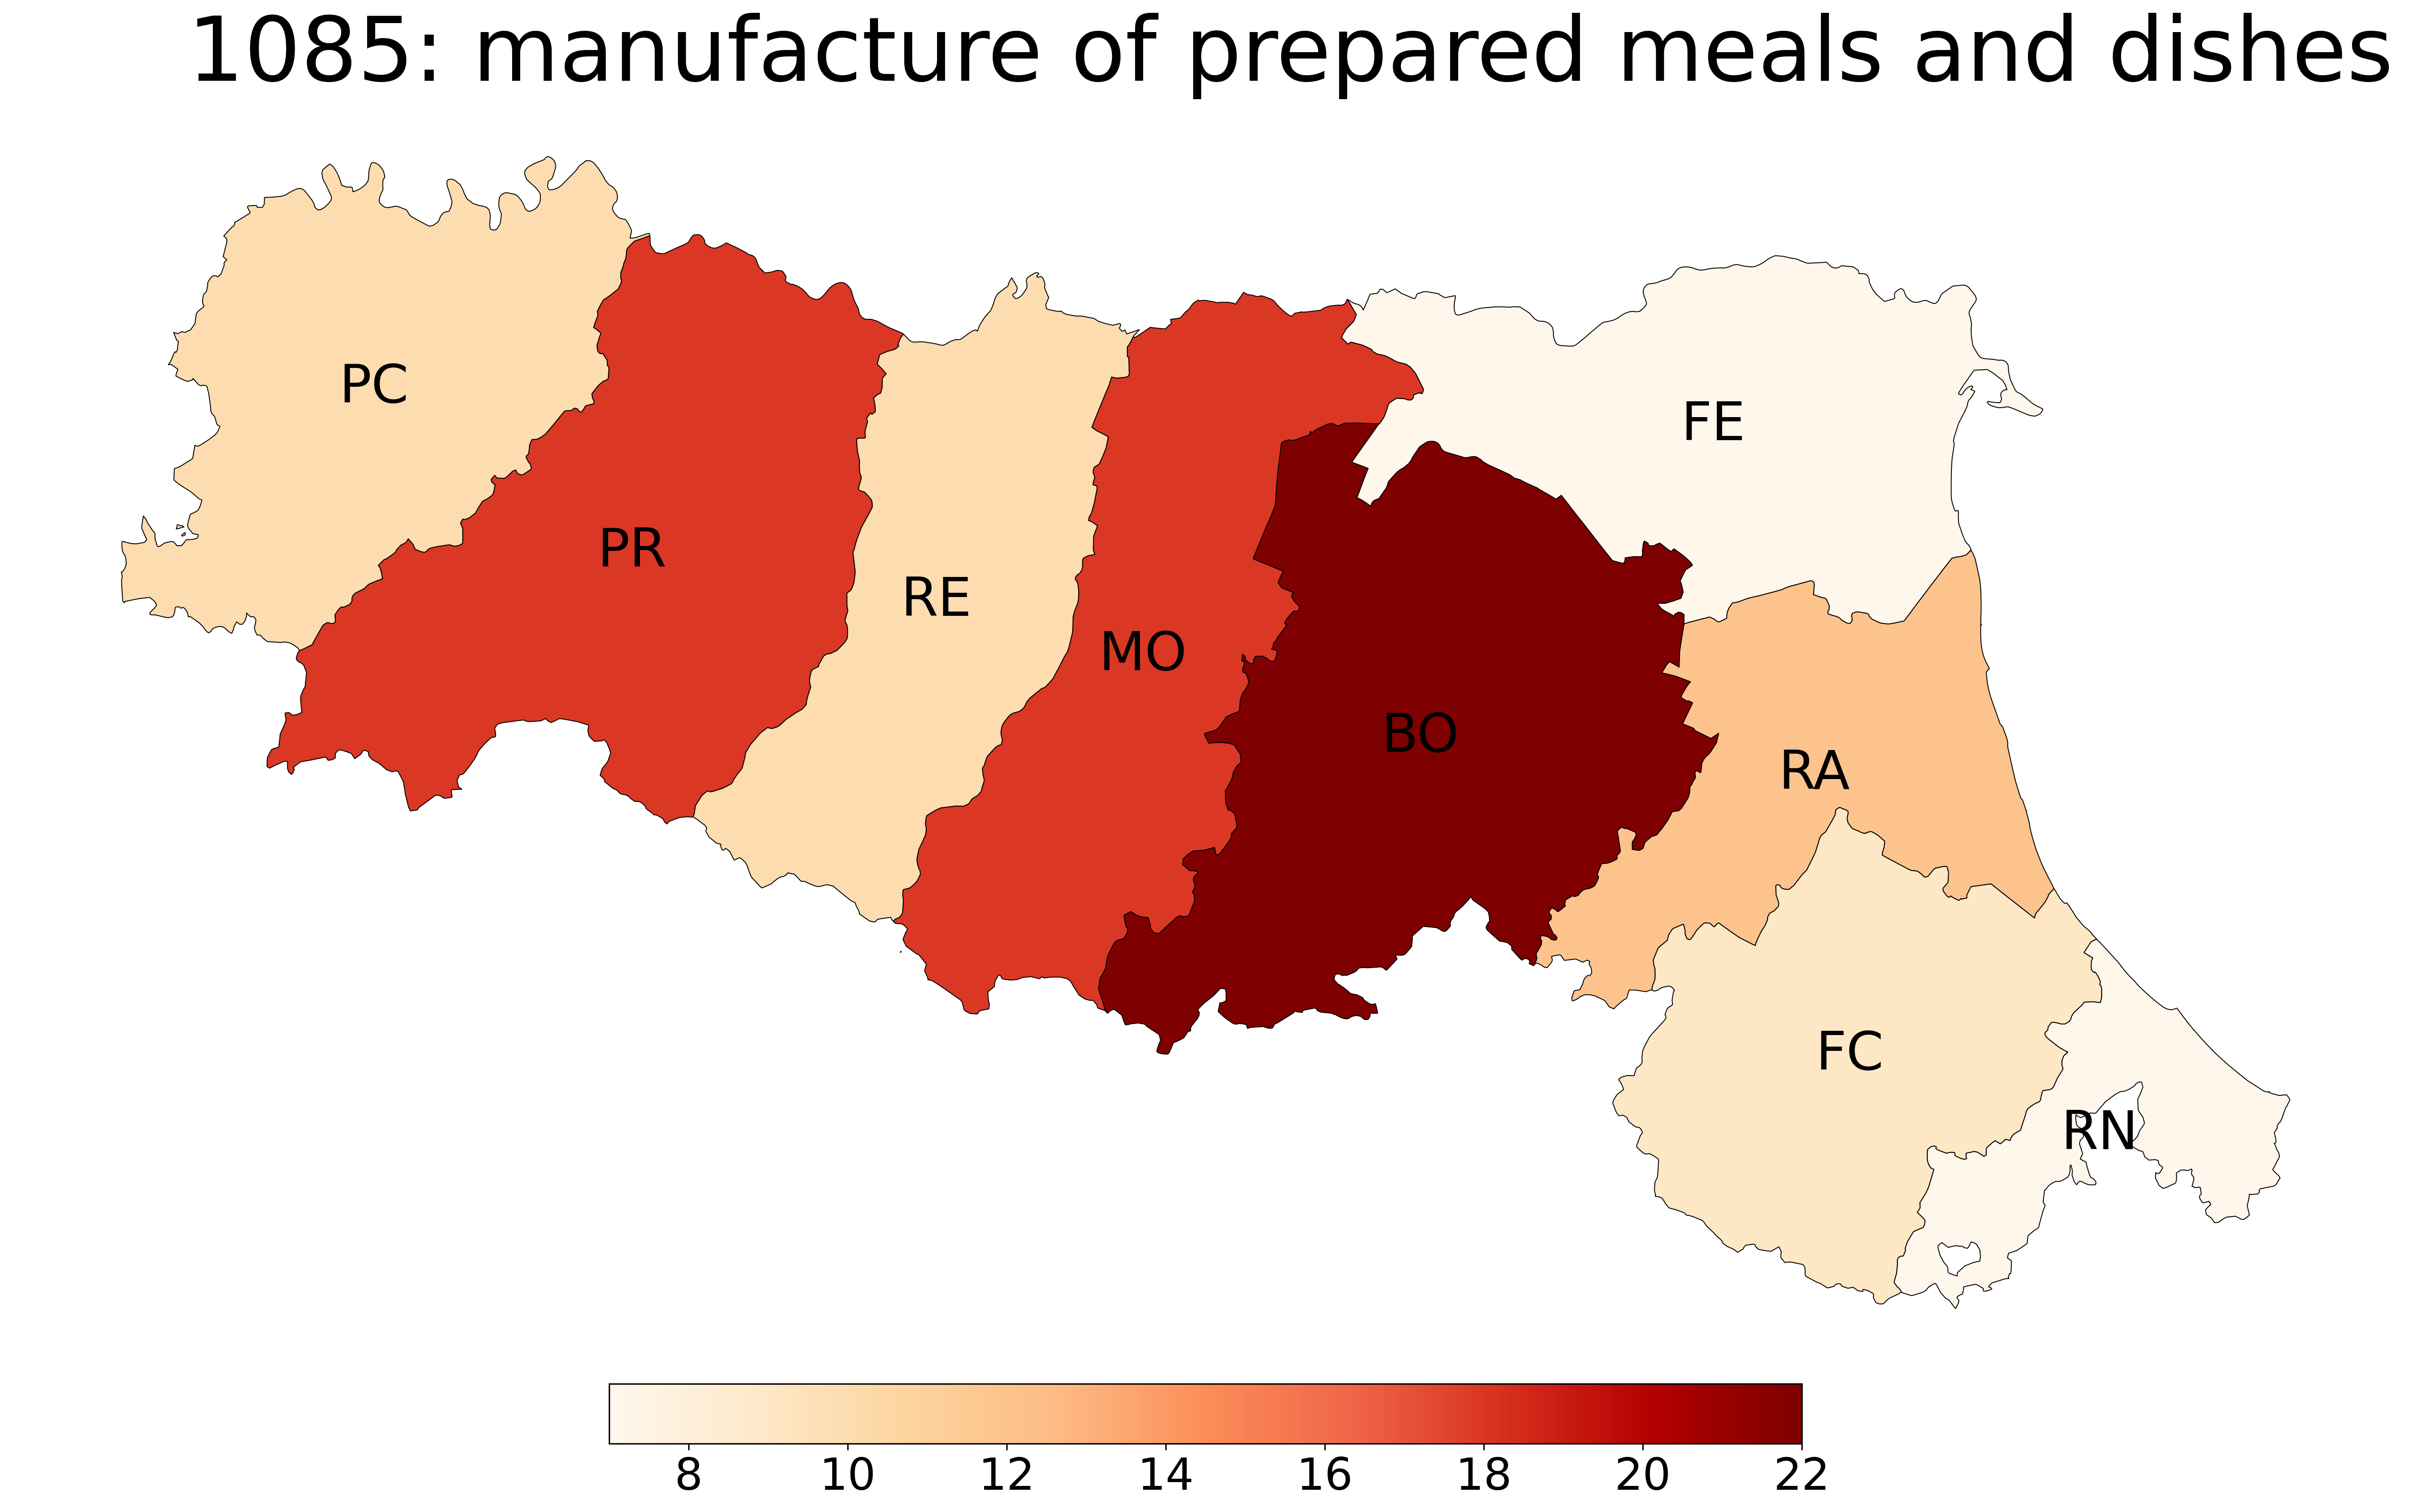 1085: manufacture of prepared meals and dishes
PC
FE
PR
RE
MO
BO
RA
FC
RN
8 10 12 14 16 18 20 22